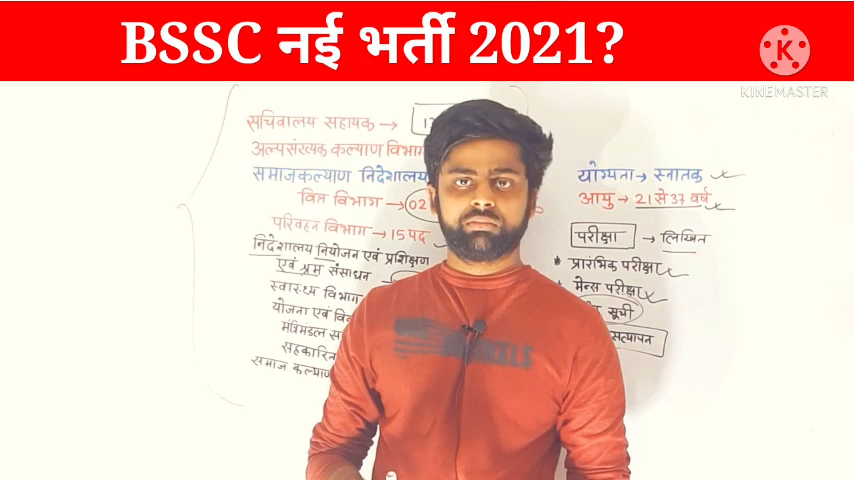 BSSC नई भर्ती 2021?
K
KINEMASTER
सचिवालय सहायक →
अल्पसंख्यक कल्याण विभाग
समाजकल्याण निदेशालय
वित्त विभाग → 02
परिवहन विभाग → 15 पद
निदेशालय नियोजन एवं प्रशिक्षण
एवं श्रम संसाधन
स्वास्थ्य विभाग
योजना एवं
मंत्रिमंडल
समाज कल्याण
योग्यता → स्नातक
आयु → 21 से 37 वर्ष
परीक्षा → लिखित
* प्रारंभिक परीक्षा
* मेन्स परीक्षा
सूची
सत्यापन